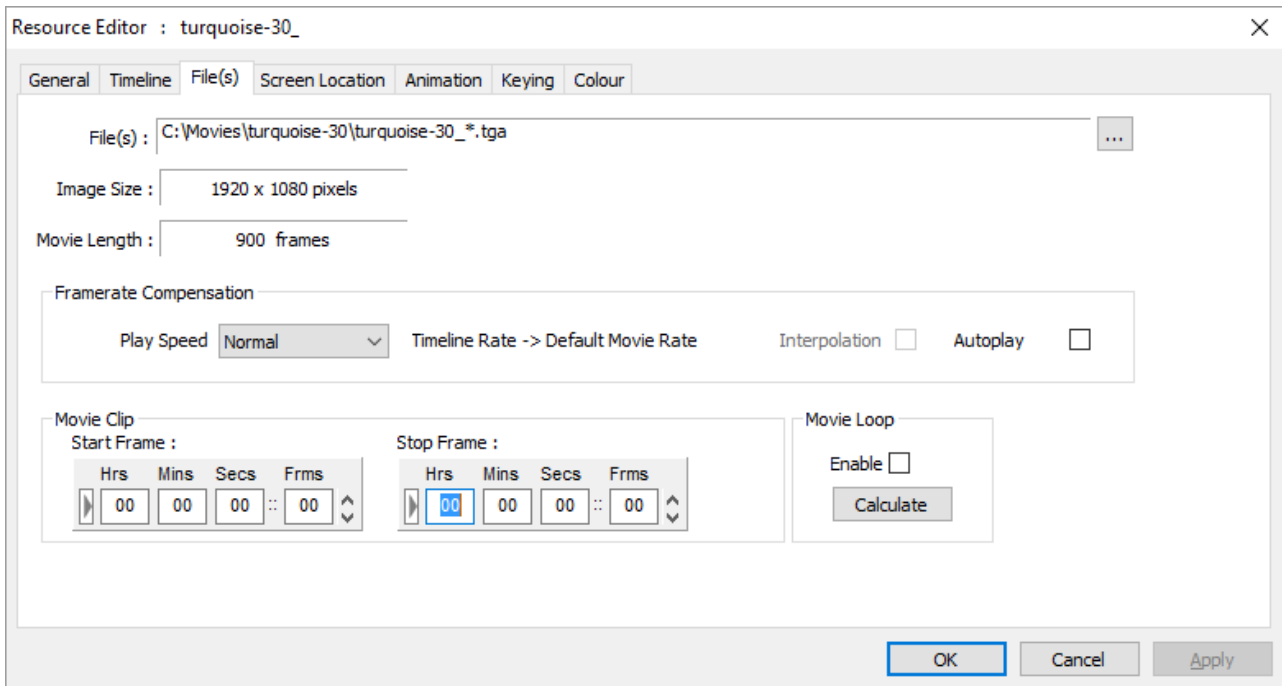 Resource Editor : turquoise-30_
General Timeline File(s) Screen Location Animation Keying Colour
File(s) : C:\Movies\turquoise-30\turquoise-30_*.tga ...
Image Size : 1920 x 1080 pixels
Movie Length : 900 frames
Framerate Compensation
Play Speed Normal Timeline Rate -> Default Movie Rate Interpolation Autoplay
Movie Clip Movie Loop
Start Frame : Stop Frame :
Hrs Mins Secs Frms Hrs Mins Secs Frms Enable
00 00 00 :: 00 00 00 00 :: 00 Calculate
OK Cancel Apply